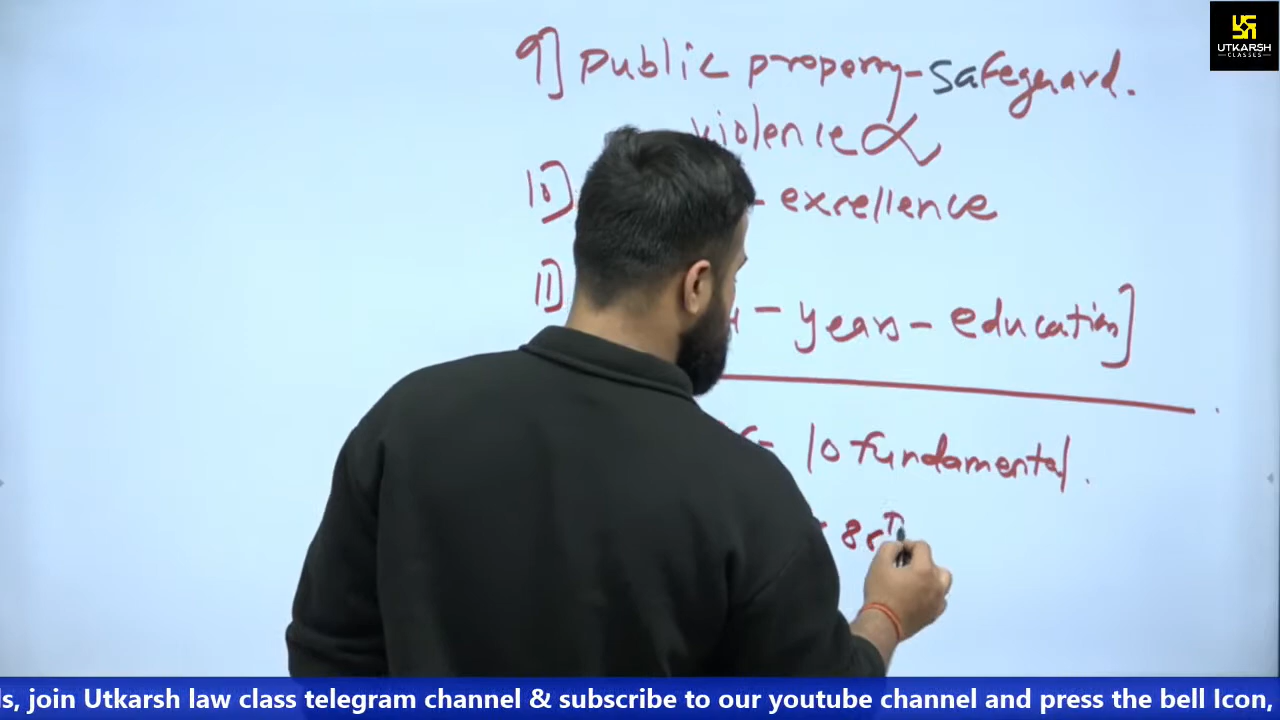 UTKARSH
CLASSES
9] public property - safeguard.
violence
10] - excellence
11] - years - education]
10 fundamental.
86
ls, join Utkarsh law class telegram channel & subscribe to our youtube channel and press the bell Icon,